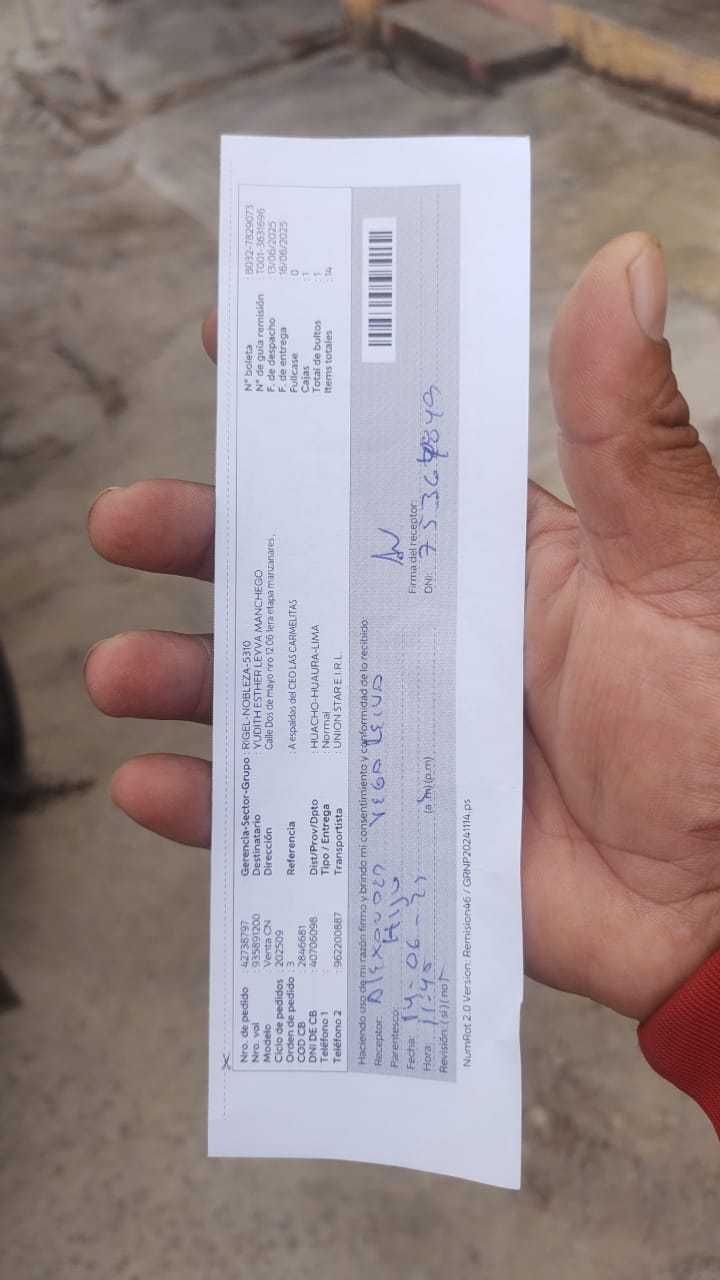 Nro. de pedido : 42738797
Nro. vol : 935891200
Modelo : Venta CN
Ciclo de pedidos : 202509
Orden de pedido : 3
COD CB : 2846681
DNI DE CB : 40706098
Teléfono 1 :
Teléfono 2 : 962200887
Gerencia-Sector-Grupo : RIGEL-NOBLEZA-5310
Destinatario : YUDITH ESTHER LEYVA MANCHEGO
Dirección : Calle Dos de mayo nro 12 06 1era etapa manzanares ,
Referencia : A espaldas del CEO LAS CARMELITAS
Dist/Prov/Dpto : HUACHO-HUAURA-LIMA
Tipo / Entrega : Normal
Transportista : UNION STAR E.I.R.L.
N° boleta : B032-7829073
N° de guía remisión : T001-3631696
F. de despacho : 13/06/2025
F. de entrega : 16/06/2025
Fullcase : 0
Cajas : 1
Total de bultos : 1
Items totales : 14
Haciendo uso de mi razón firmo y brindo mi consentimiento y conformidad de lo recibido:
Receptor: Alexander Vega Leiva
Parentesco: Hijo
Fecha: 14-06-25
Hora: 11:40 (a.m)(p.m)
Revisión: (si)(no)
Firma del receptor:
DNI:
NumRot 2.0 Version: Remision46 / GRNP20241114.ps